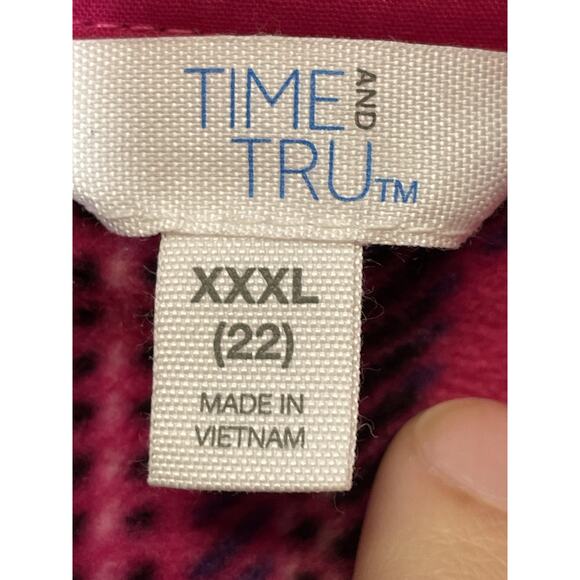 TIME AND
TRU™
XXXL
(22)
MADE IN
VIETNAM